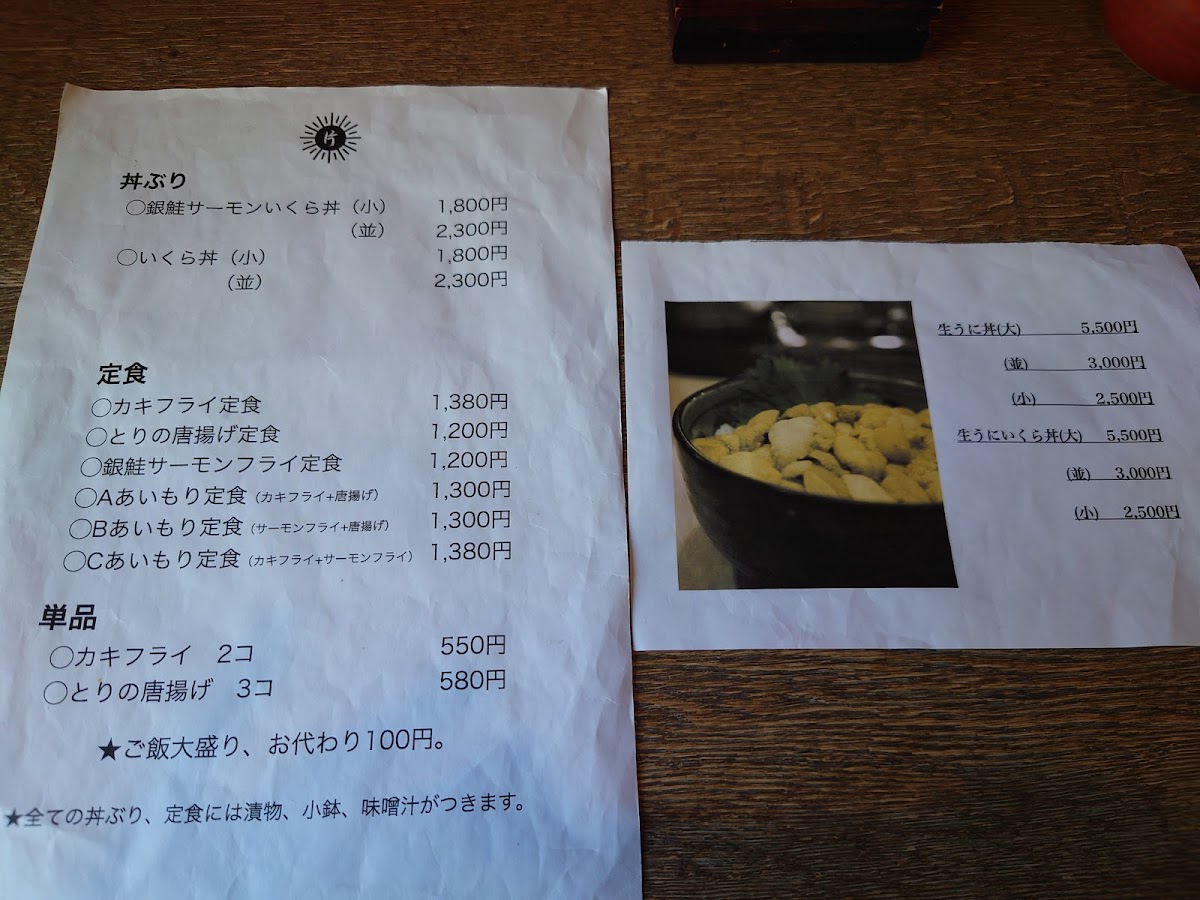 片
丼ぶり
◯銀鮭サーモンいくら丼（小） 1,800円
（並） 2,300円
◯いくら丼（小） 1,800円
（並） 2,300円
定食
◯カキフライ定食 1,380円
◯とりの唐揚げ定食 1,200円
◯銀鮭サーモンフライ定食 1,200円
◯Aあいもり定食（カキフライ+唐揚げ） 1,300円
◯Bあいもり定食（サーモンフライ+唐揚げ） 1,300円
◯Cあいもり定食（カキフライ+サーモンフライ） 1,380円
単品
◯カキフライ 2コ 550円
◯とりの唐揚げ 3コ 580円
★ご飯大盛り、お代わり100円。
★全ての丼ぶり、定食には漬物、小鉢、味噌汁がつきます。
生うに丼(大) 5,500円
(並) 3,000円
(小) 2,500円
生うにいくら丼(大) 5,500円
(並) 3,000円
(小) 2,500円